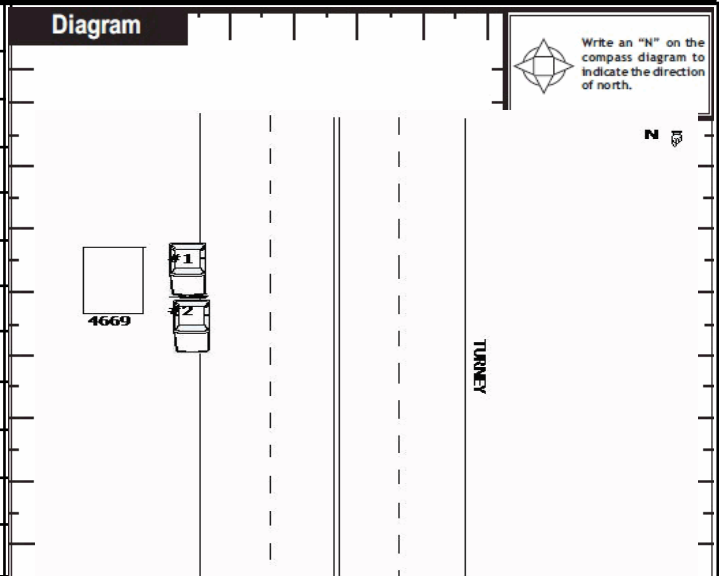 Diagram
Write an “N” on the
compass diagram to
indicate the direction
of north.
N
#1
#2
4669
TURNEY